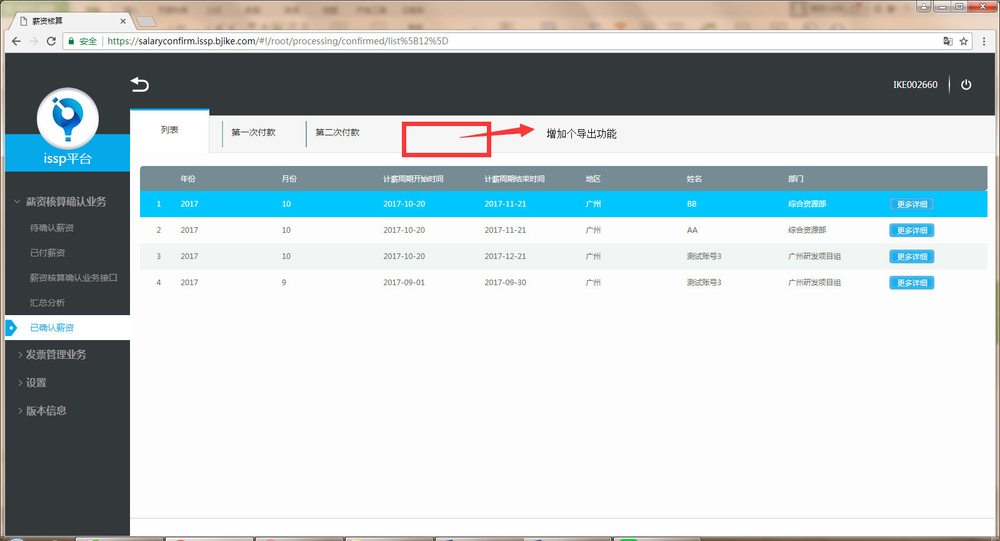 薪资核算
安全
https://salaryconfirm.issp.bjike.com/#!/root/processing/confirmed/list%5B12%5D
IKE002660
issp平台
列表
第一次付款
第二次付款
增加个导出功能
薪资核算确认业务
待确认薪资
已付薪资
薪资核算确认业务接口
汇总分析
已确认薪资
发票管理业务
设置
版本信息
年份 月份 计薪周期开始时间 计薪周期结束时间 地区 姓名 部门
1 2017 10 2017-10-20 2017-11-21 广州 BB 综合资源部 更多详细
2 2017 10 2017-10-20 2017-11-21 广州 AA 综合资源部 更多详细
3 2017 10 2017-10-20 2017-12-21 广州 测试账号3 广州研发项目组 更多详细
4 2017 9 2017-09-01 2017-09-30 广州 测试账号3 广州研发项目组 更多详细